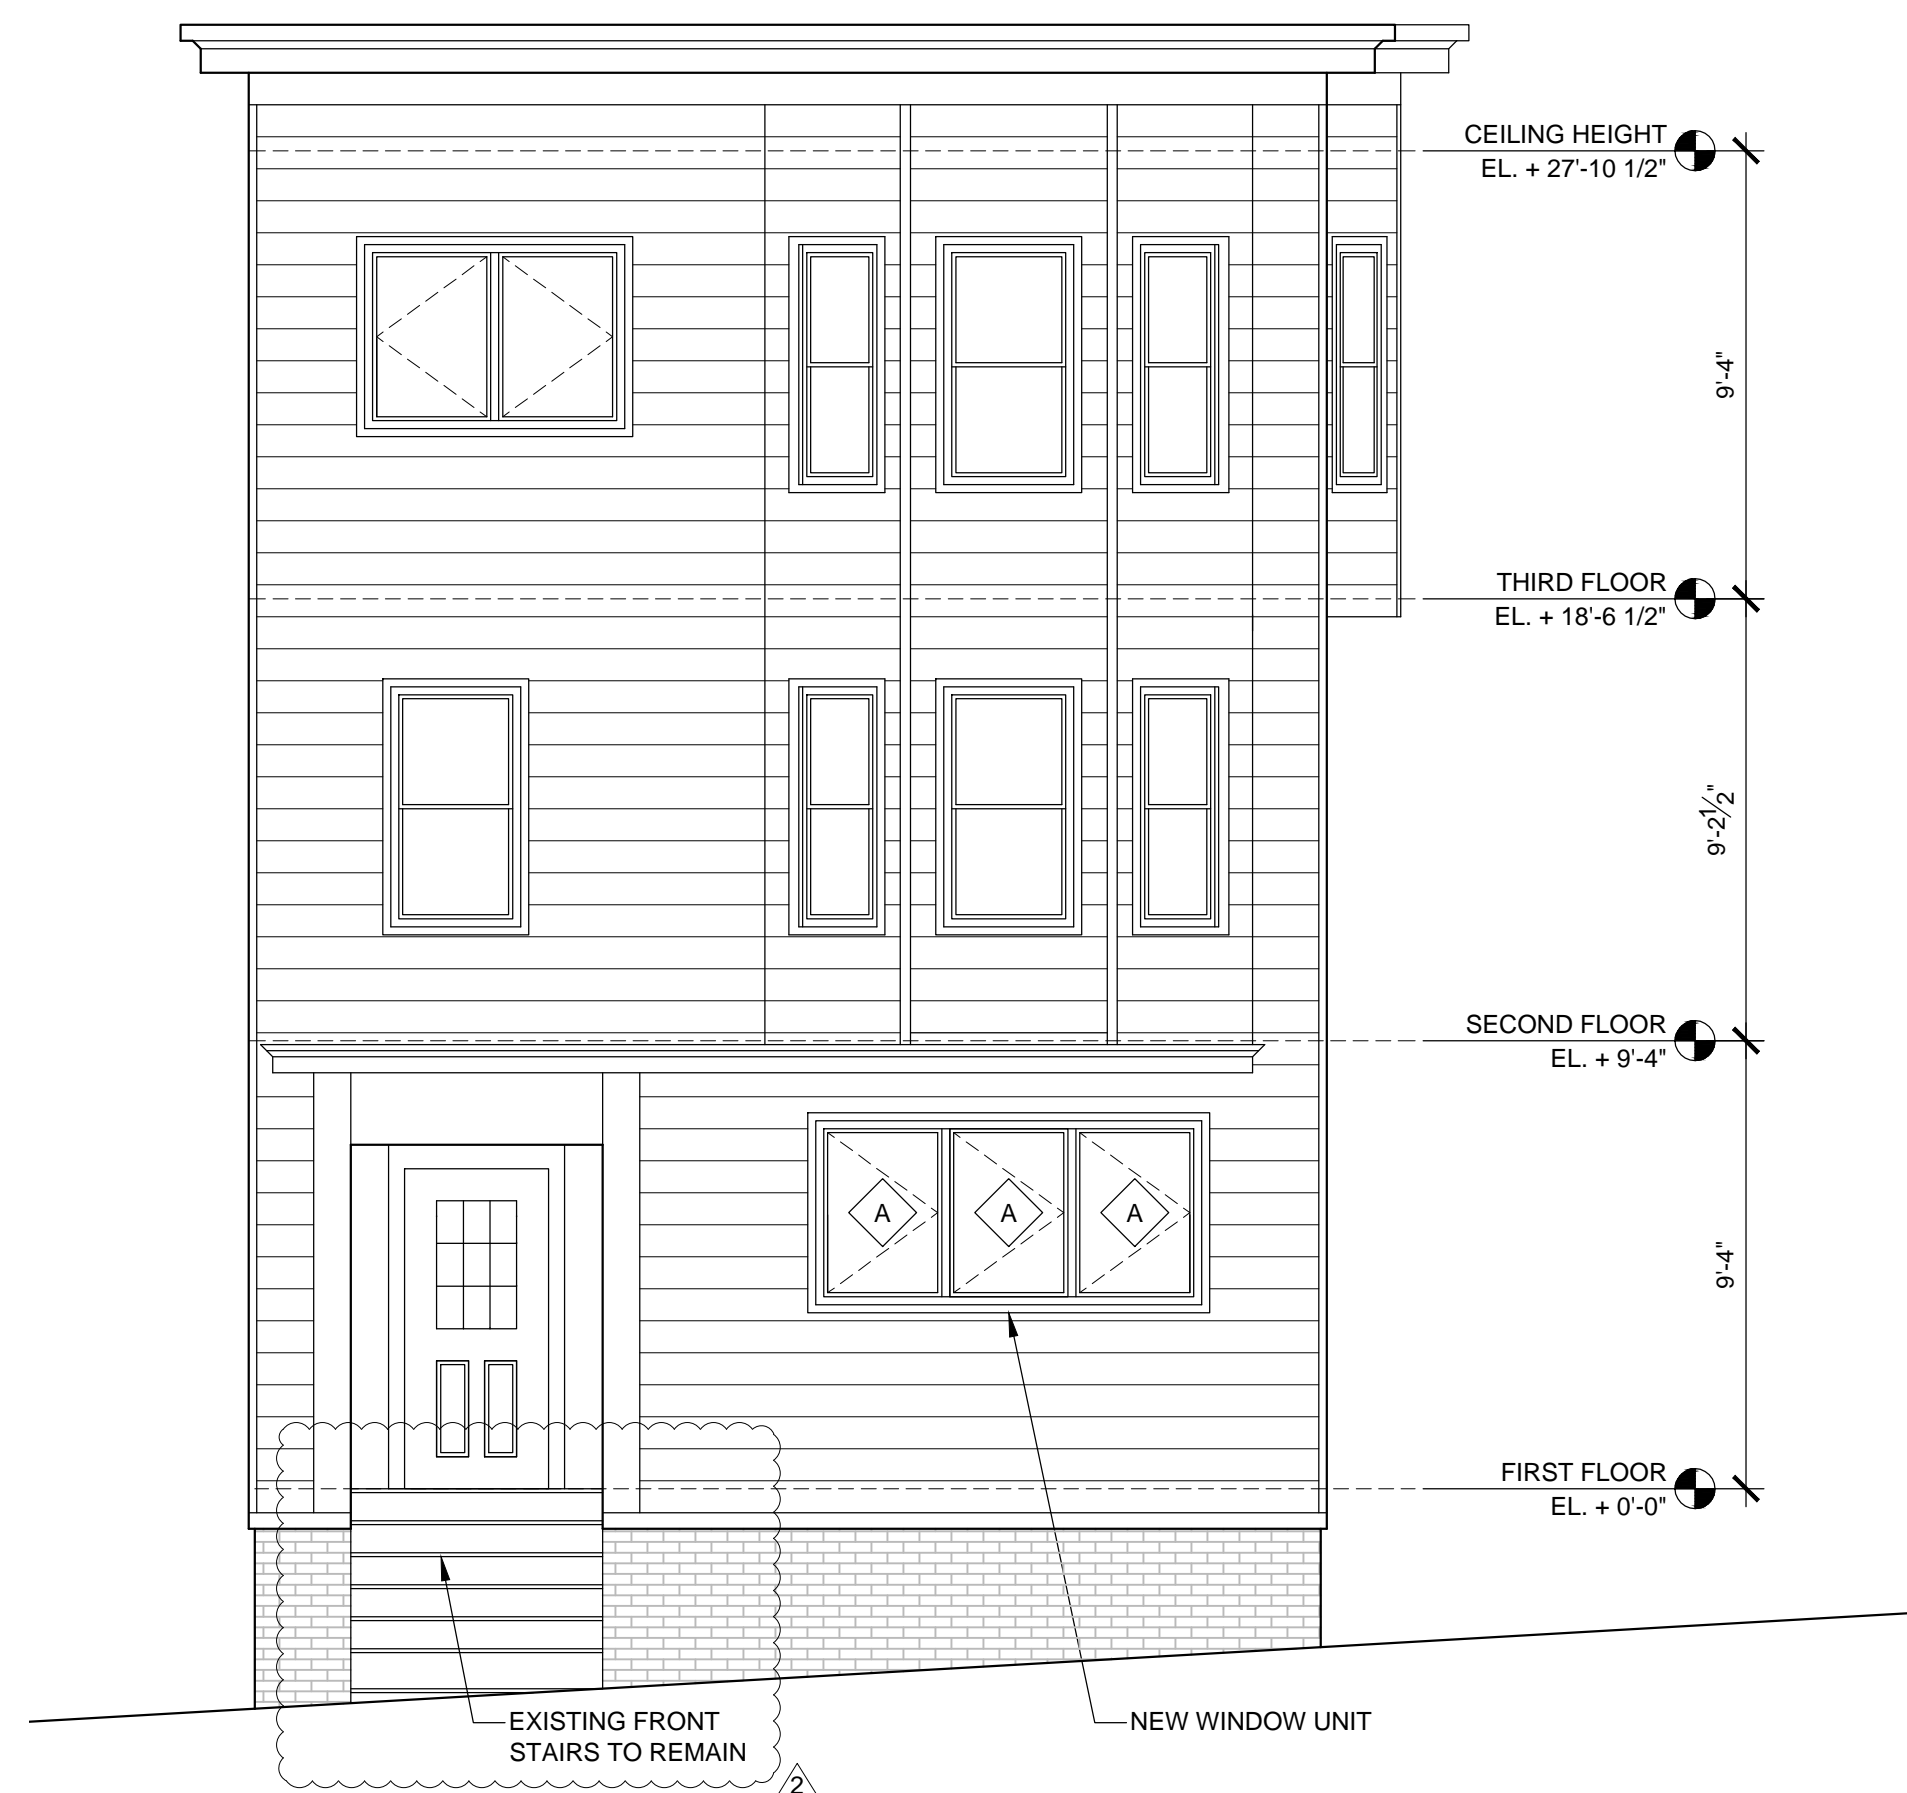 CEILING HEIGHT
EL. + 27'-10 1/2"
9'-4"
THIRD FLOOR
EL. + 18'-6 1/2"
9'-2 1/2"
SECOND FLOOR
EL. + 9'-4"
A A A
9'-4"
FIRST FLOOR
EL. + 0'-0"
EXISTING FRONT
STAIRS TO REMAIN
NEW WINDOW UNIT
2